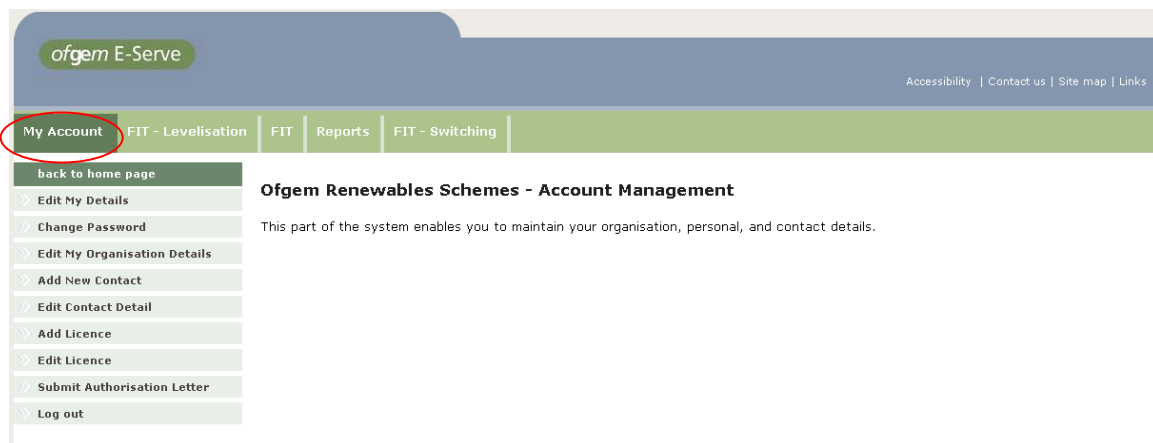 ofgem E-Serve
Accessibility | Contact us | Site map | Links
My Account FIT - Levelisation FIT Reports FIT - Switching
back to home page
Edit My Details
Change Password
Edit My Organisation Details
Add New Contact
Edit Contact Detail
Add Licence
Edit Licence
Submit Authorisation Letter
Log out
Ofgem Renewables Schemes - Account Management
This part of the system enables you to maintain your organisation, personal, and contact details.